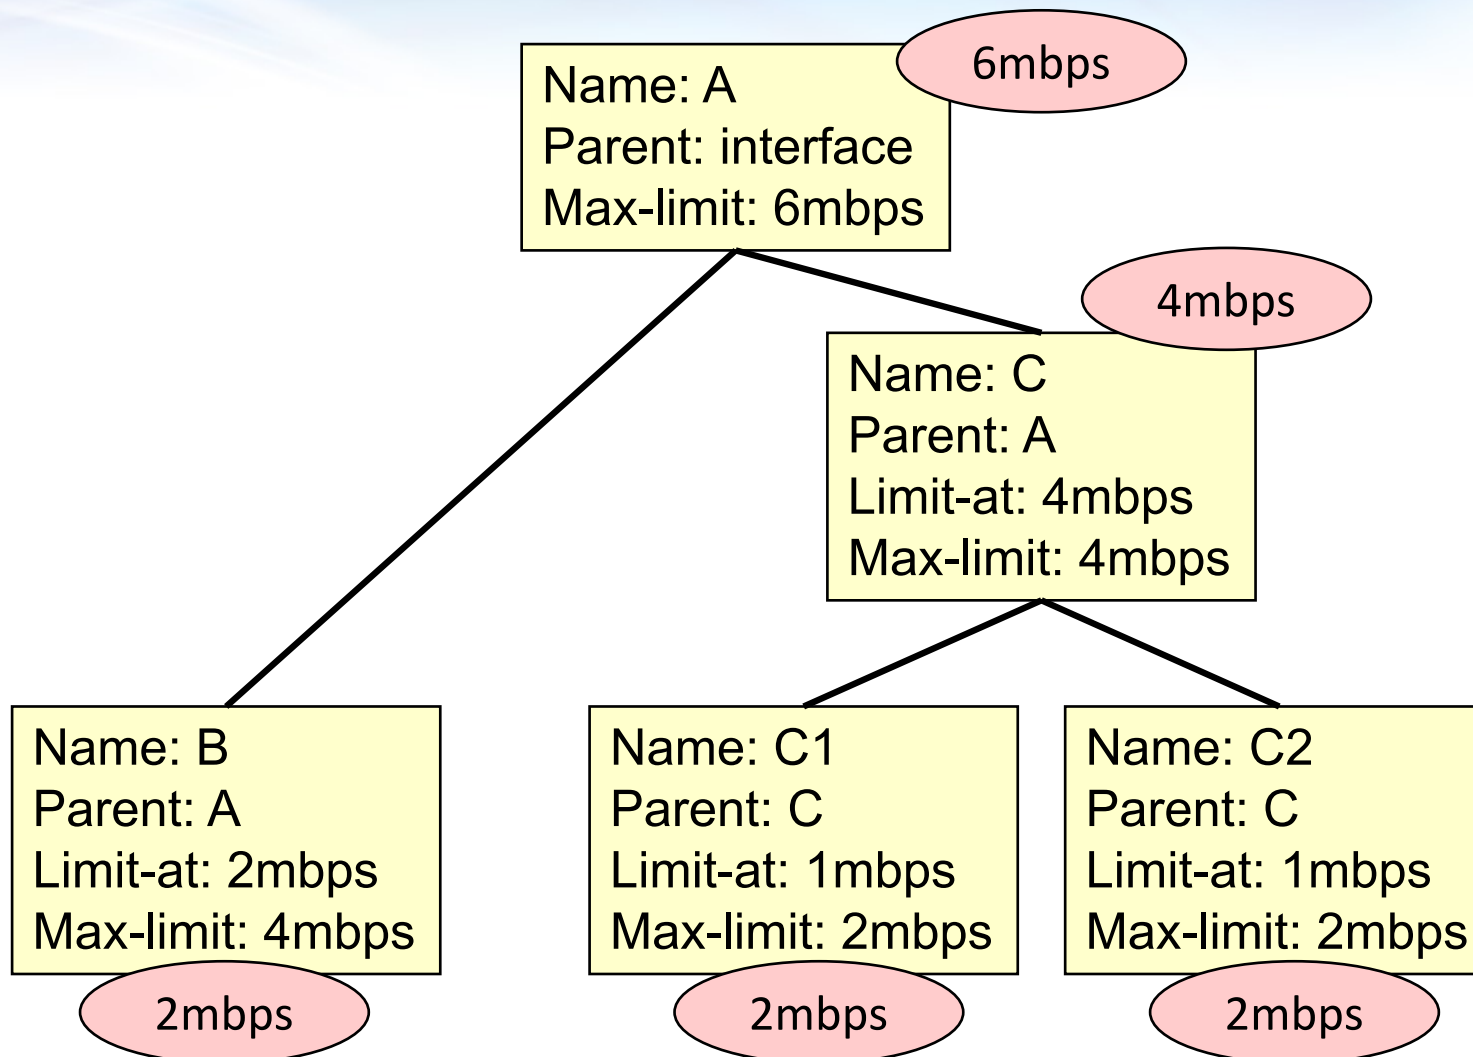 6mbps
Name: A
Parent: interface
Max-limit: 6mbps
4mbps
Name: C
Parent: A
Limit-at: 4mbps
Max-limit: 4mbps
Name: B
Parent: A
Limit-at: 2mbps
Max-limit: 4mbps
2mbps
Name: C1
Parent: C
Limit-at: 1mbps
Max-limit: 2mbps
2mbps
Name: C2
Parent: C
Limit-at: 1mbps
Max-limit: 2mbps
2mbps